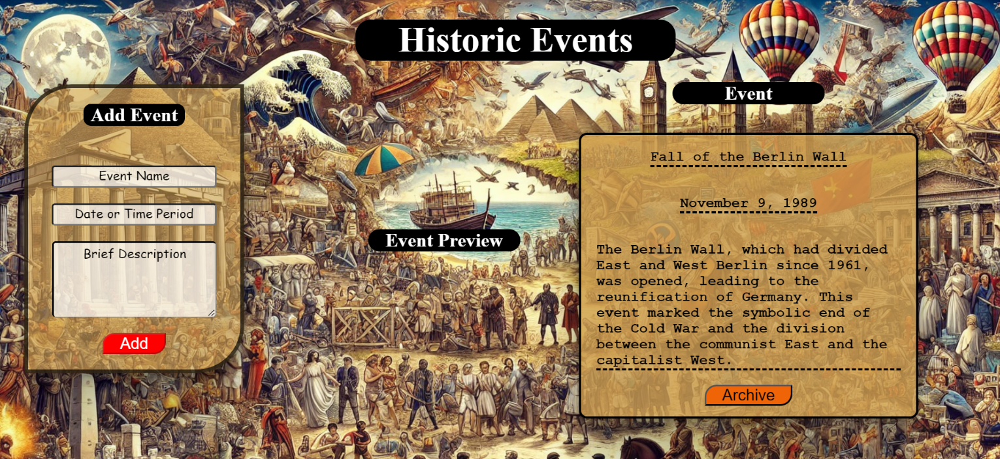 Historic Events
Add Event
Event Name
Date or Time Period
Brief Description
Add
Event Preview
Event
Fall of the Berlin Wall
November 9, 1989
The Berlin Wall, which had divided
East and West Berlin since 1961,
was opened, leading to the
reunification of Germany. This
event marked the symbolic end of
the Cold War and the division
between the communist East and the
capitalist West.
Archive